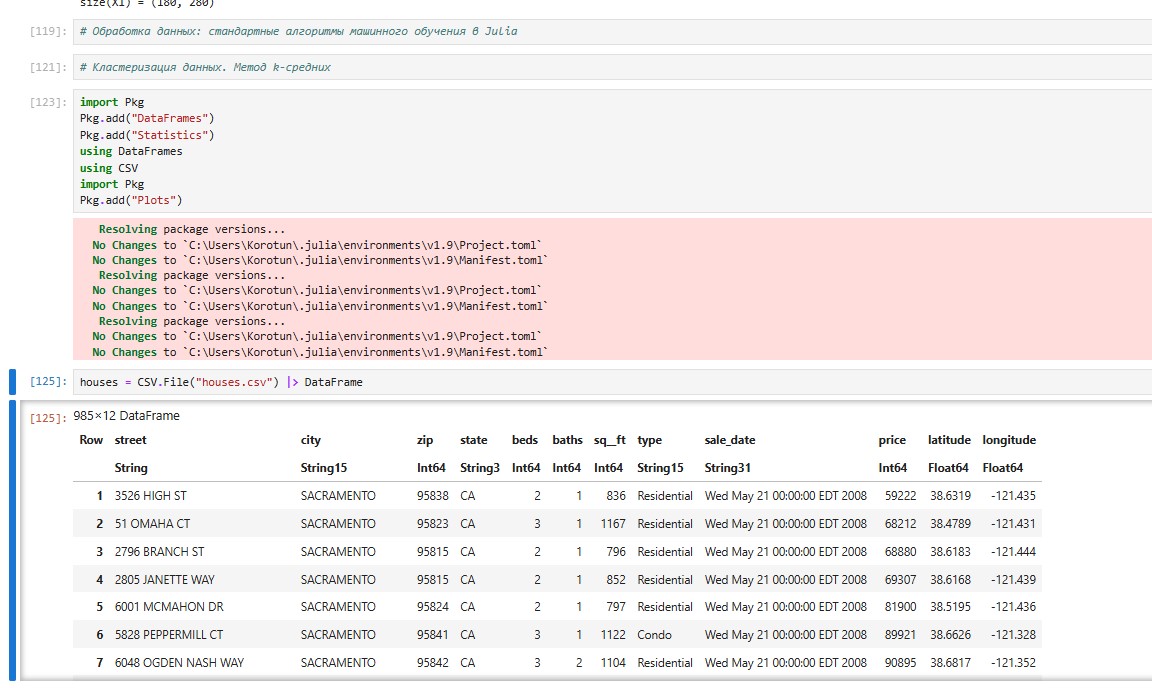 size(X1) = (180, 280)
[119]: # Обработка данных: стандартные алгоритмы машинного обучения в Julia
[121]: # Кластеризация данных. Метод k-средних
[123]: import Pkg
Pkg.add("DataFrames")
Pkg.add("Statistics")
using DataFrames
using CSV
import Pkg
Pkg.add("Plots")
Resolving package versions...
No Changes to `C:\Users\Korotun\.julia\environments\v1.9\Project.toml`
No Changes to `C:\Users\Korotun\.julia\environments\v1.9\Manifest.toml`
Resolving package versions...
No Changes to `C:\Users\Korotun\.julia\environments\v1.9\Project.toml`
No Changes to `C:\Users\Korotun\.julia\environments\v1.9\Manifest.toml`
Resolving package versions...
No Changes to `C:\Users\Korotun\.julia\environments\v1.9\Project.toml`
No Changes to `C:\Users\Korotun\.julia\environments\v1.9\Manifest.toml`
[125]: houses = CSV.File("houses.csv") |> DataFrame
[125]: 985×12 DataFrame
Row street city zip state beds baths sq__ft type sale_date price latitude longitude
String String15 Int64 String3 Int64 Int64 Int64 String15 String31 Int64 Float64 Float64
1 3526 HIGH ST SACRAMENTO 95838 CA 2 1 836 Residential Wed May 21 00:00:00 EDT 2008 59222 38.6319 -121.435
2 51 OMAHA CT SACRAMENTO 95823 CA 3 1 1167 Residential Wed May 21 00:00:00 EDT 2008 68212 38.4789 -121.431
3 2796 BRANCH ST SACRAMENTO 95815 CA 2 1 796 Residential Wed May 21 00:00:00 EDT 2008 68880 38.6183 -121.444
4 2805 JANETTE WAY SACRAMENTO 95815 CA 2 1 852 Residential Wed May 21 00:00:00 EDT 2008 69307 38.6168 -121.439
5 6001 MCMAHON DR SACRAMENTO 95824 CA 2 1 797 Residential Wed May 21 00:00:00 EDT 2008 81900 38.5195 -121.436
6 5828 PEPPERMILL CT SACRAMENTO 95841 CA 3 1 1122 Condo Wed May 21 00:00:00 EDT 2008 89921 38.6626 -121.328
7 6048 OGDEN NASH WAY SACRAMENTO 95842 CA 3 2 1104 Residential Wed May 21 00:00:00 EDT 2008 90895 38.6817 -121.352